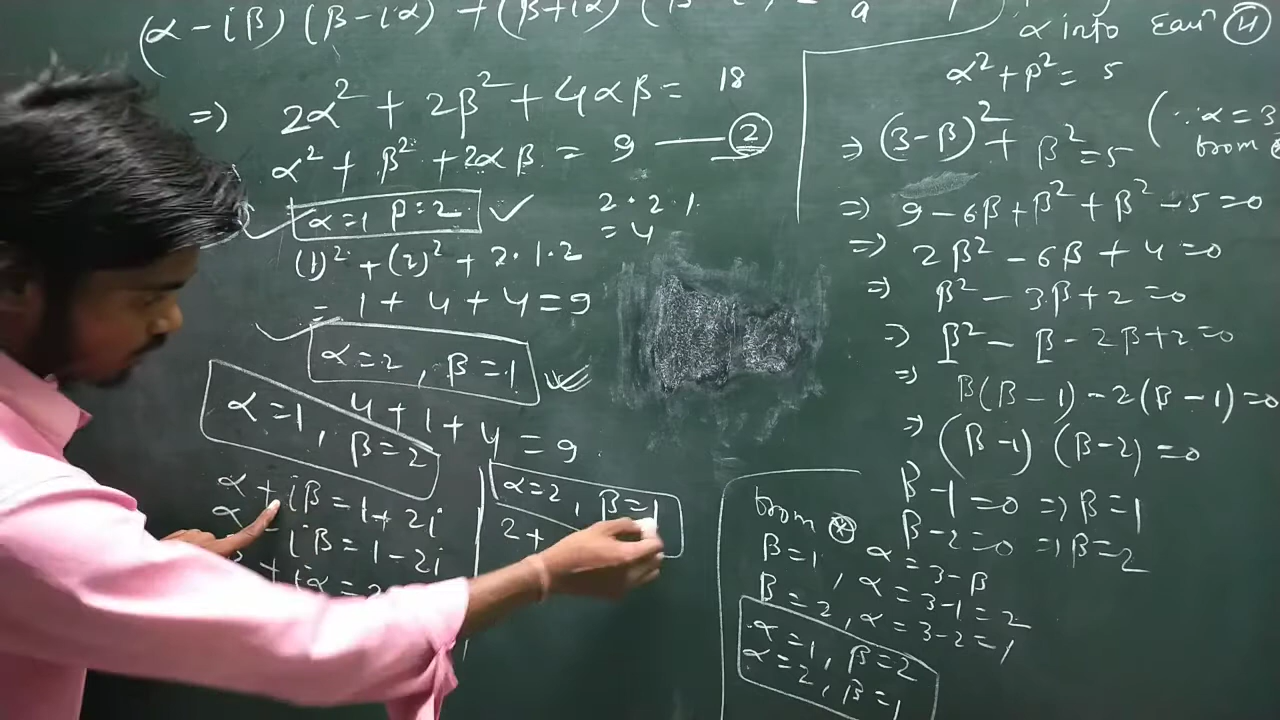 (α - iβ) (β - iα) + (β + iα) (β
=) 2α² + 2β² + 4αβ = 18
α² + β² + 2αβ = 9 — ②
α=1 β=2 ✓
2·2·1
= 4
(1)² + (2)² + 2·1·2
= 1 + 4 + 4 = 9
α=2, β=1
4 + 1 + 4 = 9
α=1, β=2
α + iβ = 1 + 2i
α - iβ = 1 - 2i
α=2, β=1
2 +
α into Eqn ④
α² + β² = 5
=) (3-β)² + β² = 5 (∵ α = 3
from
=) 9 - 6β + β² + β² - 5 = 0
=) 2β² - 6β + 4 = 0
=) β² - 3β + 2 = 0
=) β² - β - 2β + 2 = 0
=) β(β - 1) - 2(β - 1) = 0
=) (β - 1) (β - 2) = 0
β - 1 = 0 =) β = 1
β - 2 = 0 =) β = 2
from ⊛
α = 3 - β
β = 1, α = 3 - 1 = 2
β = 2, α = 3 - 2 = 1
α = 1, β = 2
α = 2, β = 1